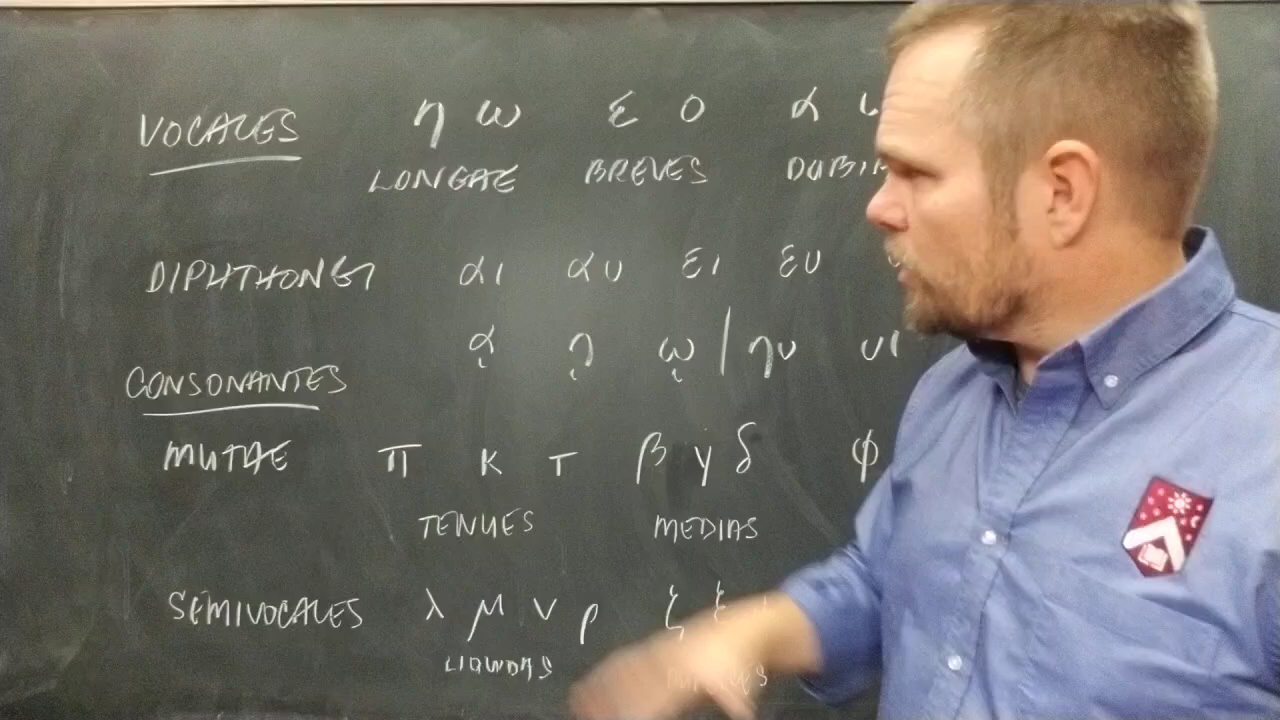 VOCALES η ω ε ο α
LONGAE BREVES
DIPHTHONGI αι αυ ει ευ
ᾳ ῃ ῳ | ηυ υι
CONSONANTES
MUTAE π κ τ β γ δ φ
TENUES MEDIAS
SEMIVOCALES λ μ ν ρ ζ ξ
LIQUIDAS